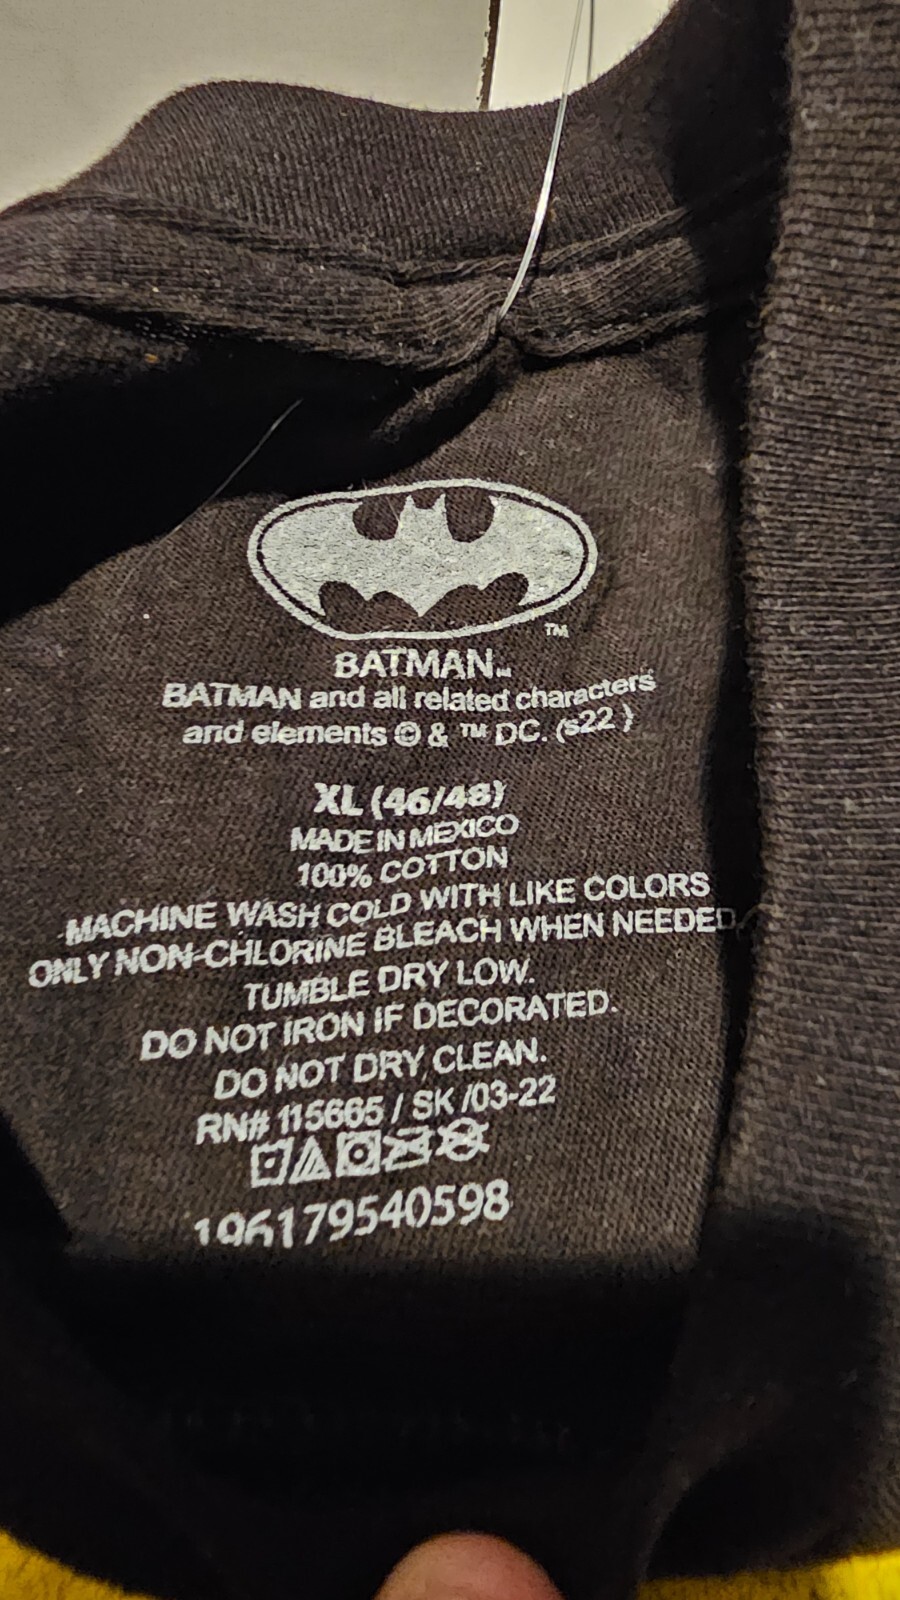 TM
BATMAN™
BATMAN and all related characters
and elements © & ™ DC. (s22)
XL (46/48)
MADE IN MEXICO
100% COTTON
MACHINE WASH COLD WITH LIKE COLORS
ONLY NON-CHLORINE BLEACH WHEN NEEDED
TUMBLE DRY LOW.
DO NOT IRON IF DECORATED.
DO NOT DRY CLEAN.
RN# 115665 / SK /03-22
196179540598